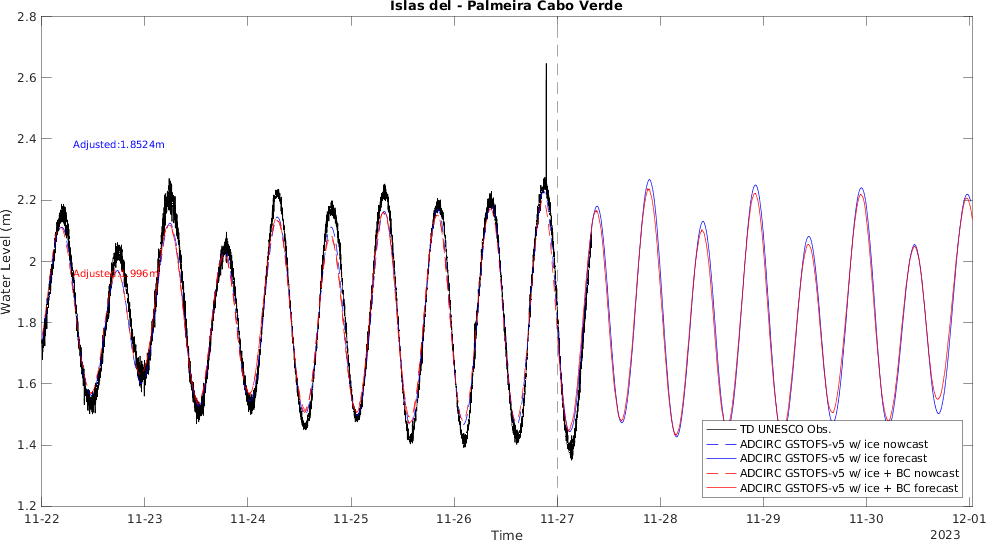 Islas del - Palmeira Cabo Verde
2.8
2.6
2.4
2.2
2
1.8
1.6
1.4
1.2
Water Level (m)
Adjusted:1.8524m
Adjusted:1.996m
TD UNESCO Obs.
ADCIRC GSTOFS-v5 w/ ice nowcast
ADCIRC GSTOFS-v5 w/ ice forecast
ADCIRC GSTOFS-v5 w/ ice + BC nowcast
ADCIRC GSTOFS-v5 w/ ice + BC forecast
11-22 11-23 11-24 11-25 11-26 11-27 11-28 11-29 11-30 12-01
Time
2023